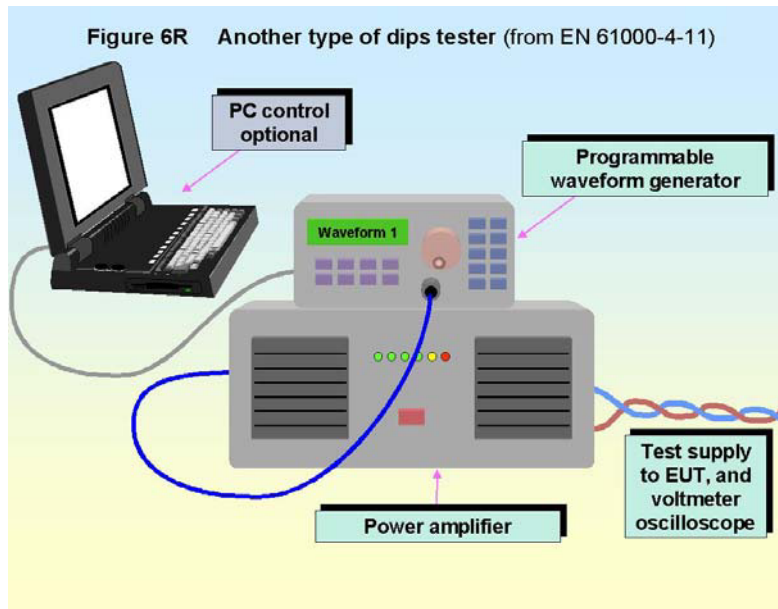 Figure 6R Another type of dips tester (from EN 61000-4-11)
PC control
optional
Programmable
waveform generator
Waveform 1
Test supply
to EUT, and
voltmeter
oscilloscope
Power amplifier